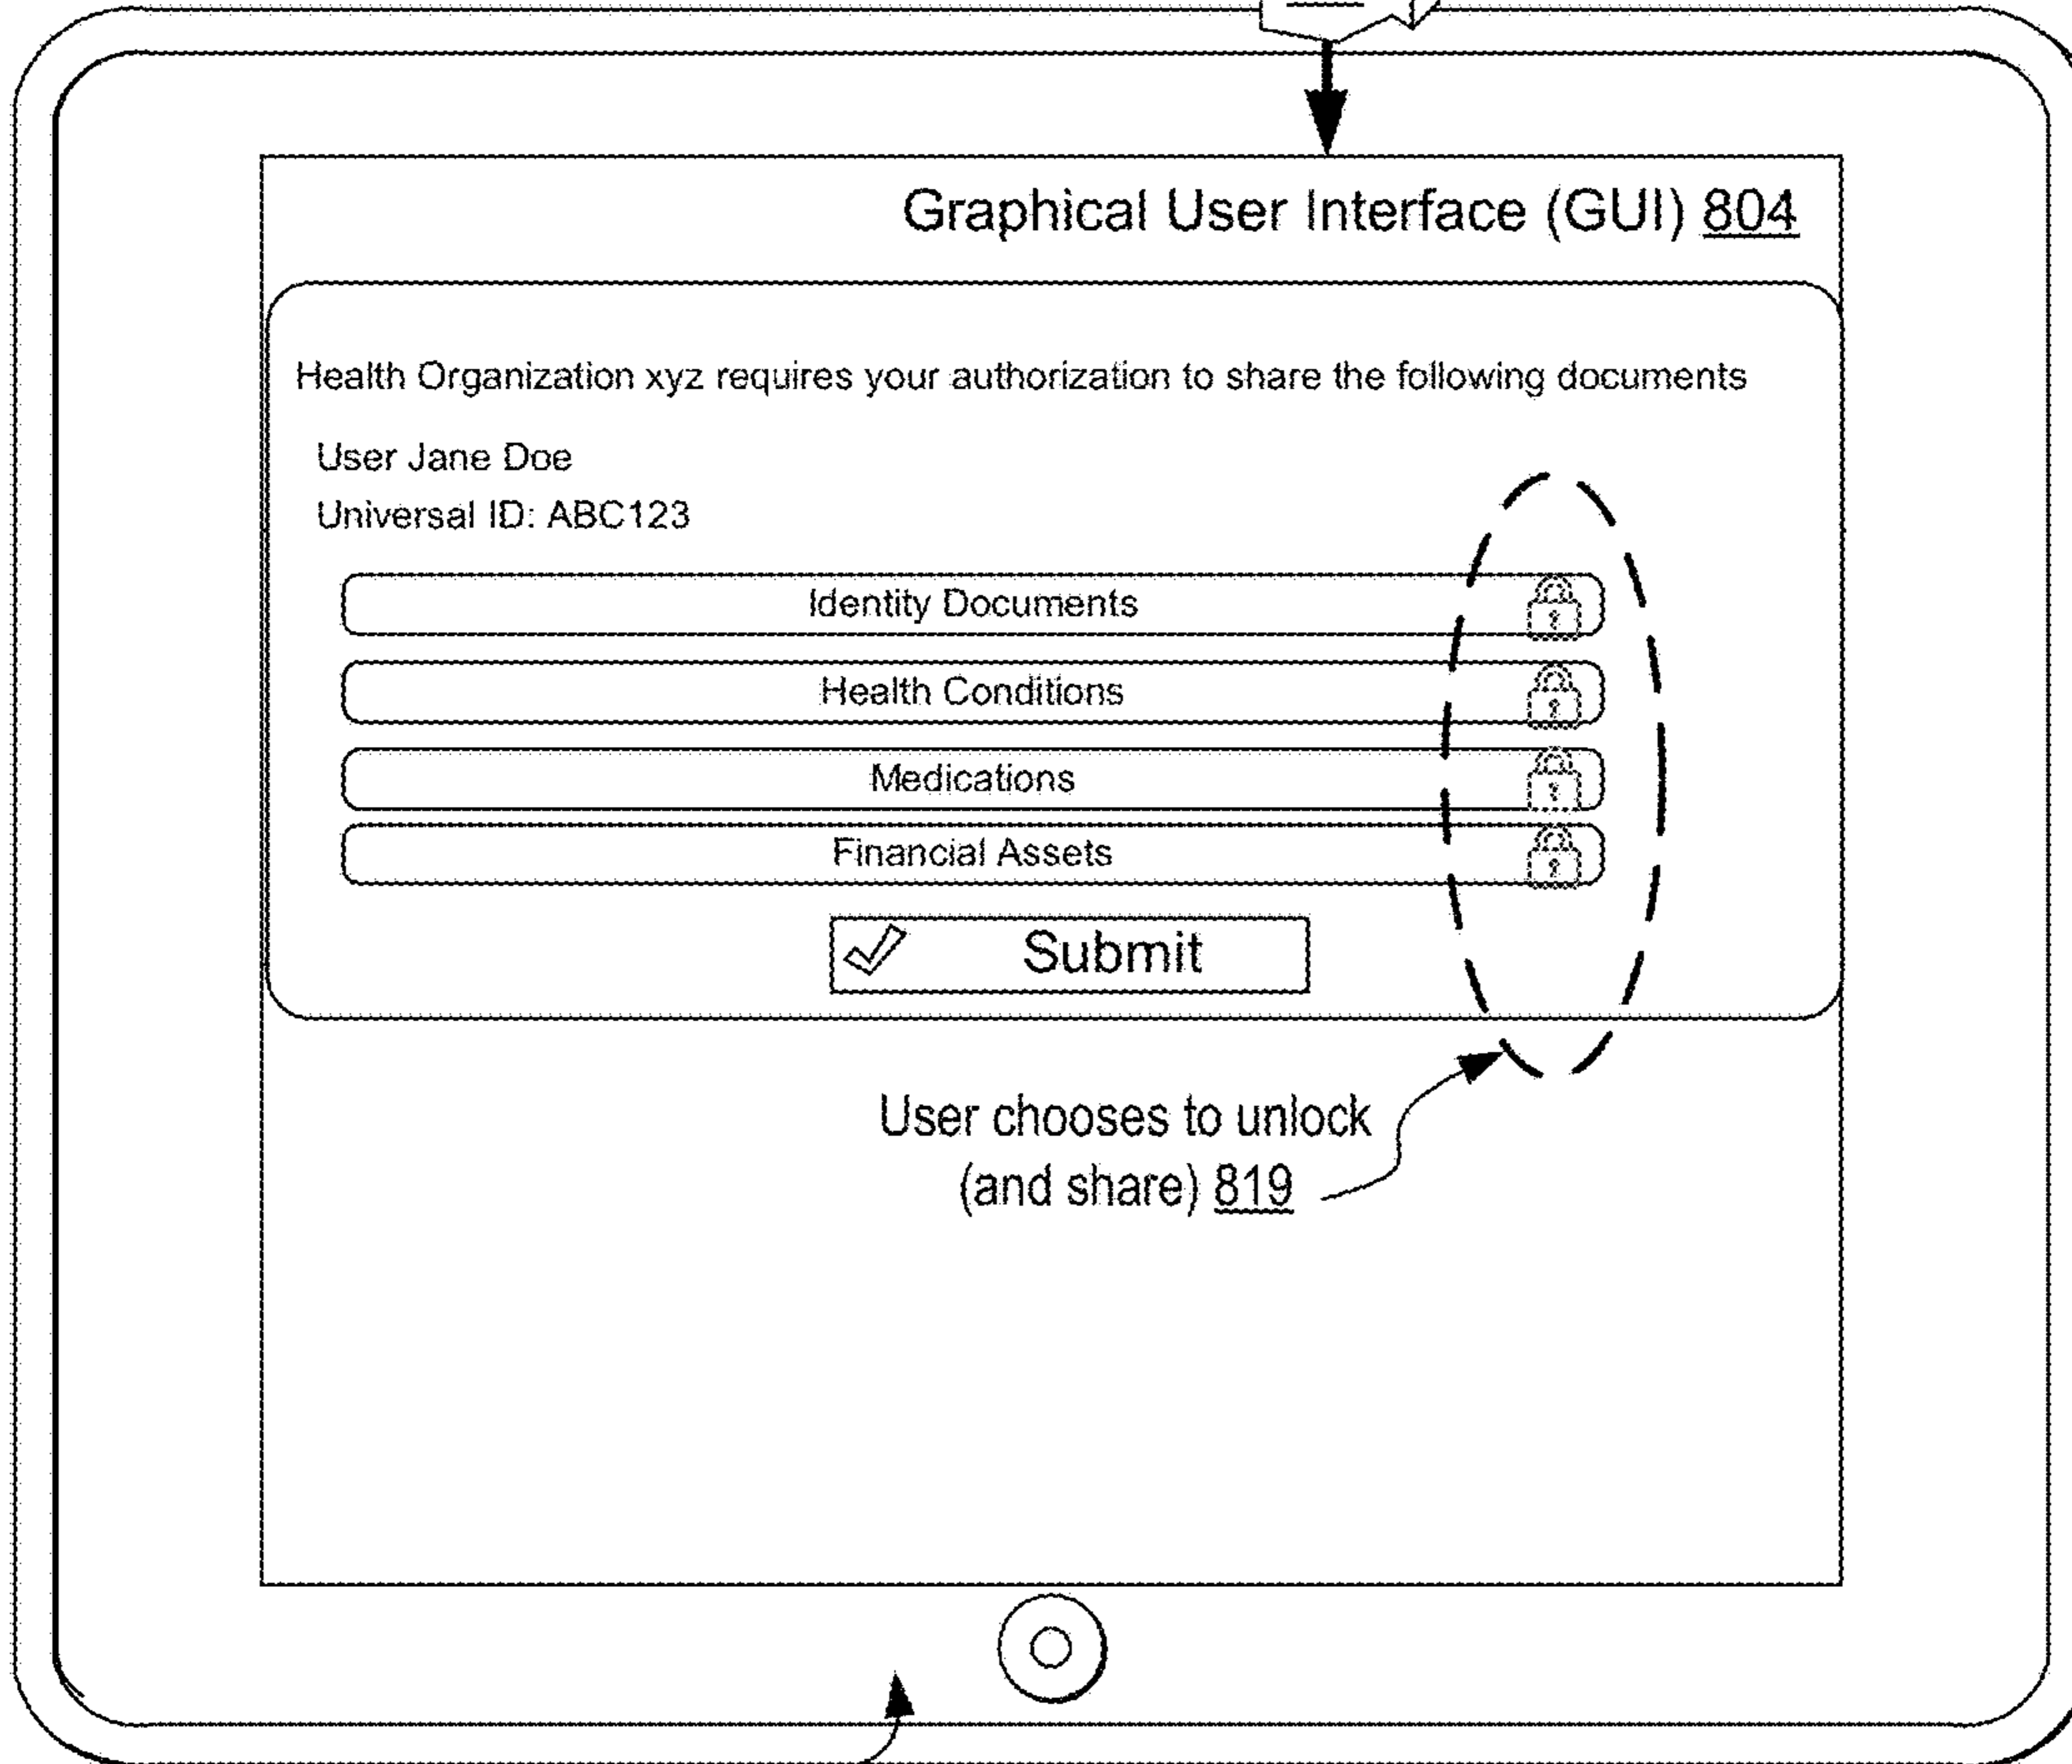 Graphical User Interface (GUI) 804
Health Organization xyz requires your authorization to share the following documents
User Jane Doe
Universal ID: ABC123
Identity Documents
Health Conditions
Medications
Financial Assets
Submit
User chooses to unlock
(and share) 819